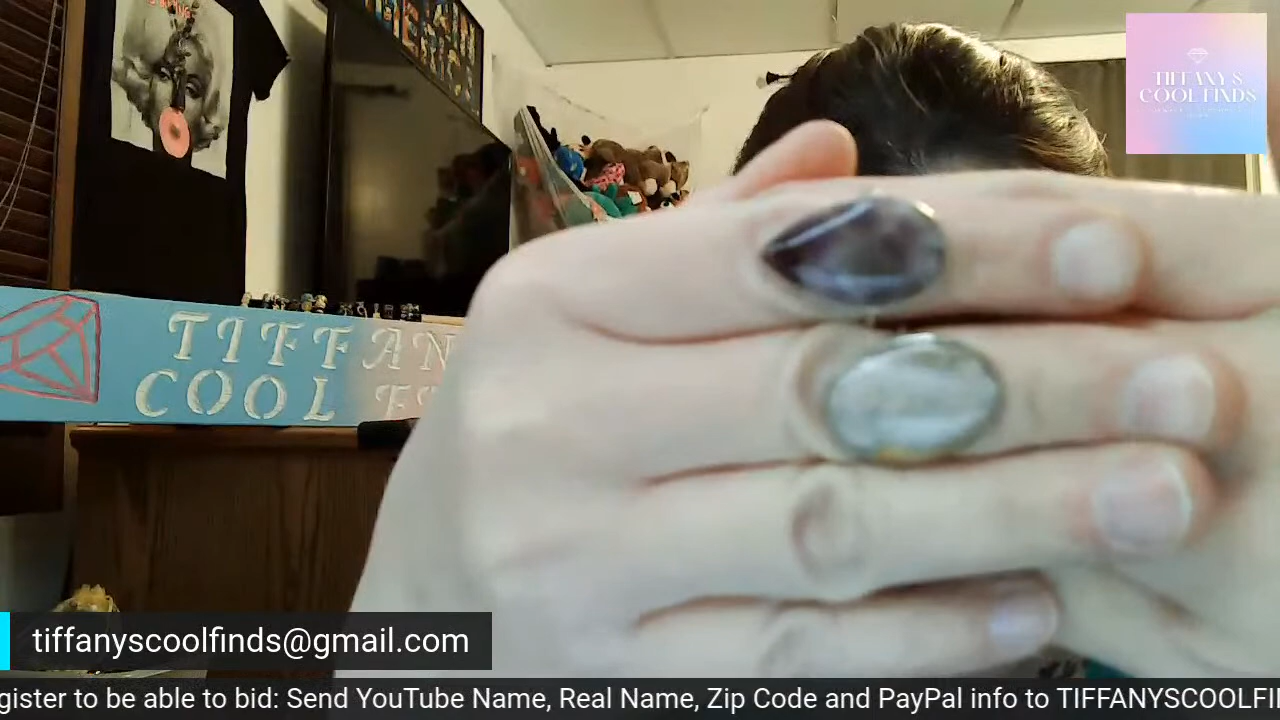 TIFFANY'S
COOL FINDS
TIFFAN
COOL FI
tiffanyscoolfinds@gmail.com
gister to be able to bid: Send YouTube Name, Real Name, Zip Code and PayPal info to TIFFANYSCOOLFI